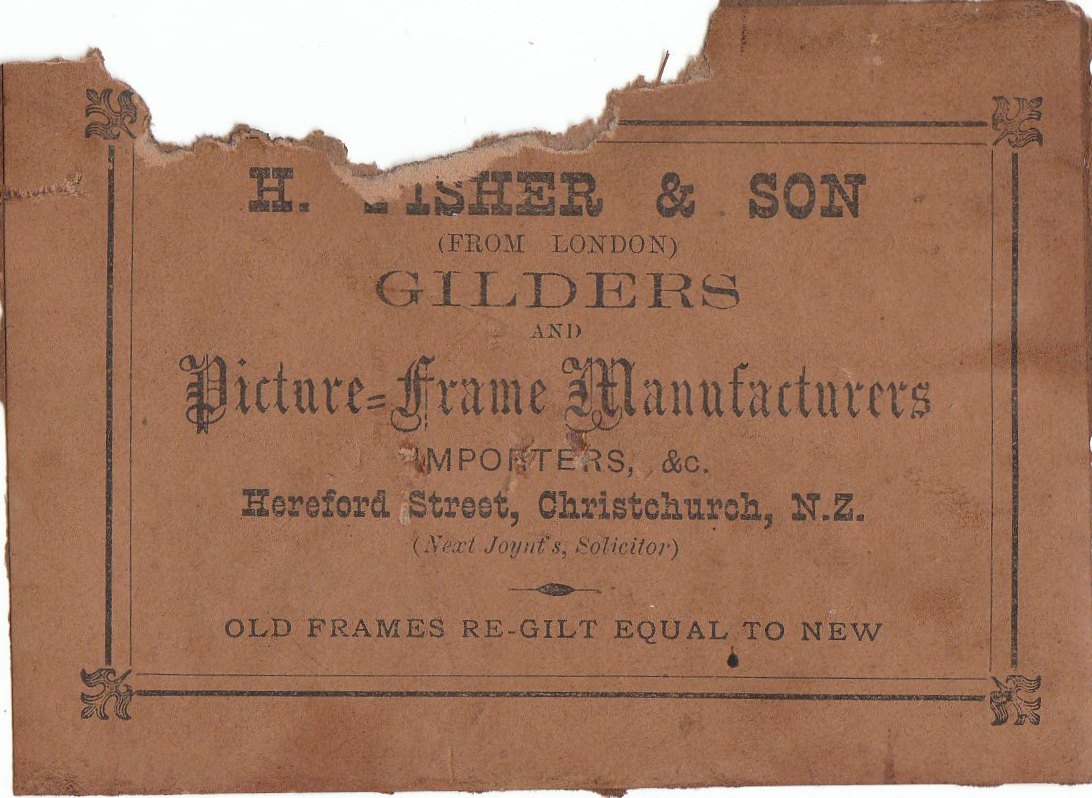 H. FISHER & SON
(FROM LONDON)
GILDERS
AND
Picture=Frame Manufacturers
IMPORTERS, &c.
Hereford Street, Christchurch, N.Z.
(Next Joynt's, Solicitor)
OLD FRAMES RE-GILT EQUAL TO NEW